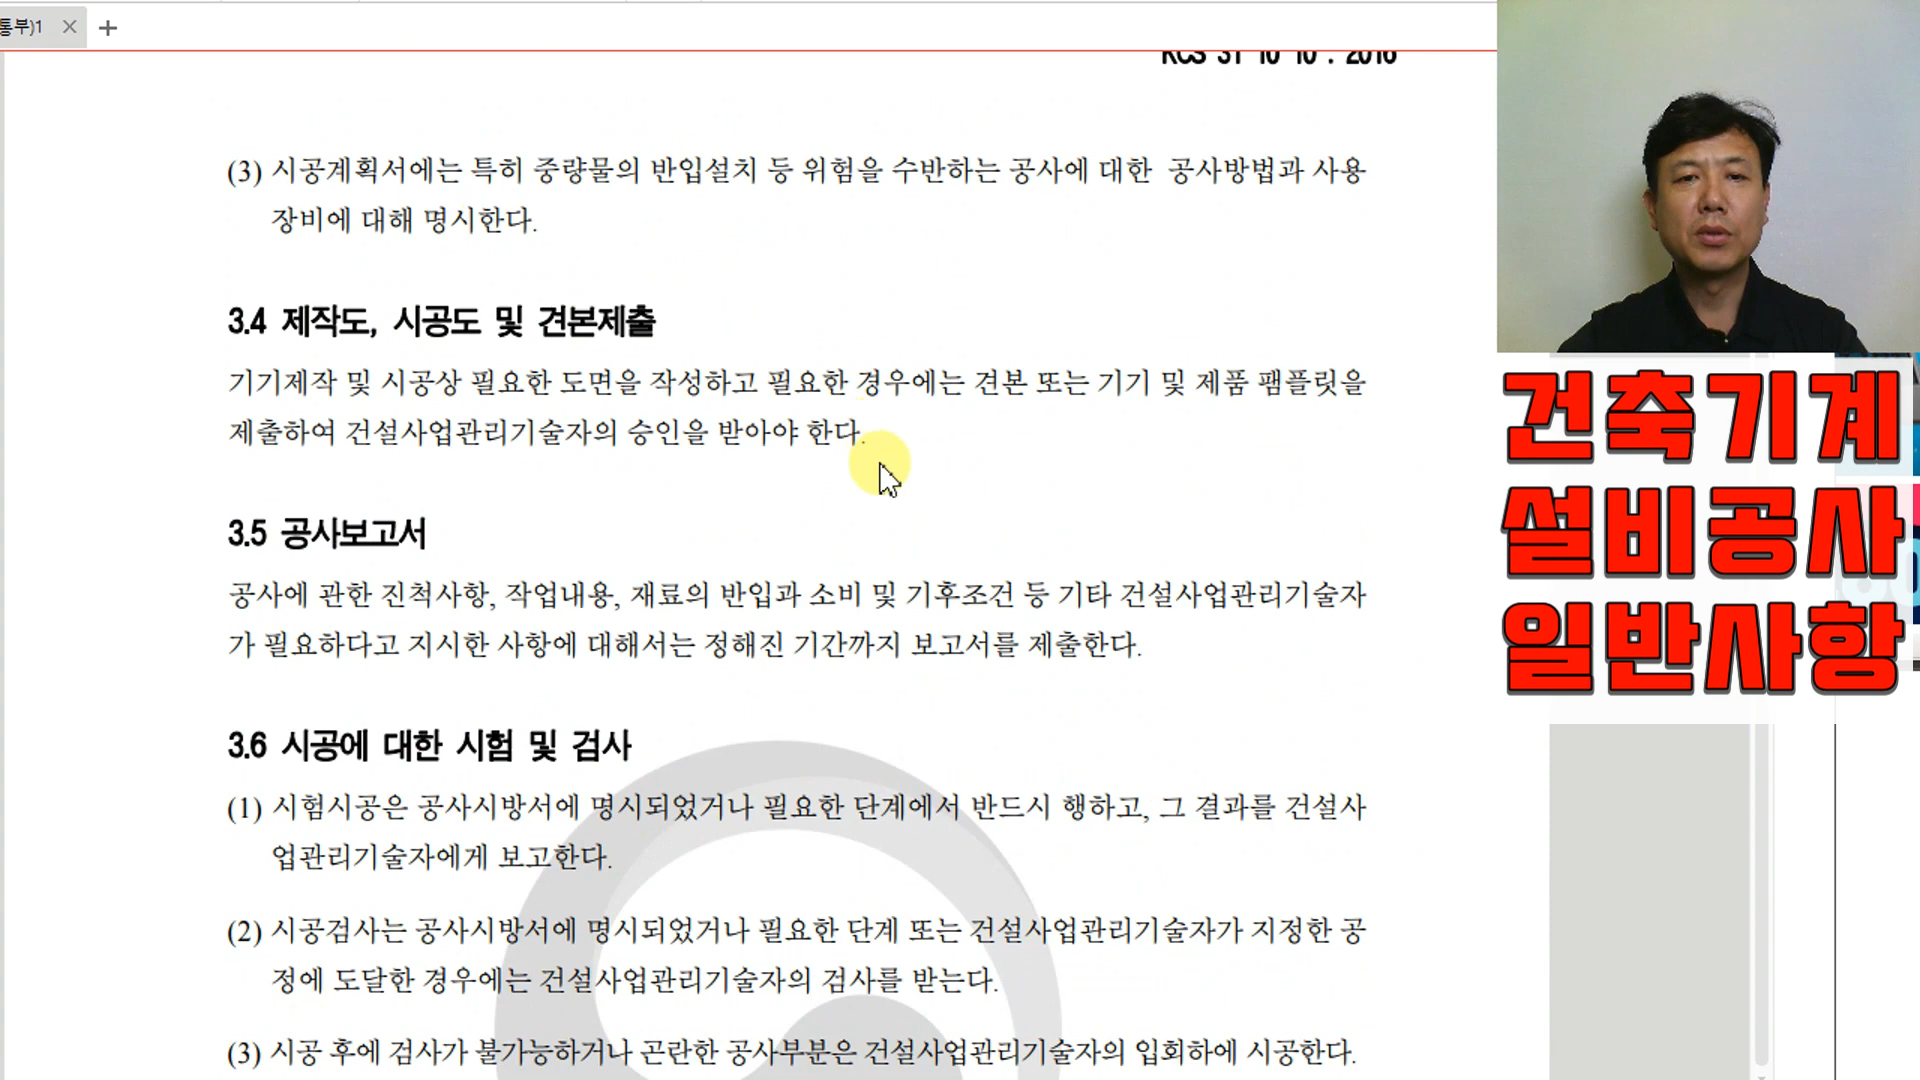 통부)1
KCS 31 10 10 : 2016
(3) 시공계획서에는 특히 중량물의 반입설치 등 위험을 수반하는 공사에 대한 공사방법과 사용
장비에 대해 명시한다.
3.4 제작도, 시공도 및 견본제출
기기제작 및 시공상 필요한 도면을 작성하고 필요한 경우에는 견본 또는 기기 및 제품 팸플릿을
제출하여 건설사업관리기술자의 승인을 받아야 한다.
3.5 공사보고서
공사에 관한 진척사항, 작업내용, 재료의 반입과 소비 및 기후조건 등 기타 건설사업관리기술자
가 필요하다고 지시한 사항에 대해서는 정해진 기간까지 보고서를 제출한다.
3.6 시공에 대한 시험 및 검사
(1) 시험시공은 공사시방서에 명시되었거나 필요한 단계에서 반드시 행하고, 그 결과를 건설사
업관리기술자에게 보고한다.
(2) 시공검사는 공사시방서에 명시되었거나 필요한 단계 또는 건설사업관리기술자가 지정한 공
정에 도달한 경우에는 건설사업관리기술자의 검사를 받는다.
(3) 시공 후에 검사가 불가능하거나 곤란한 공사부분은 건설사업관리기술자의 입회하에 시공한다.
건축기계
설비공사
일반사항